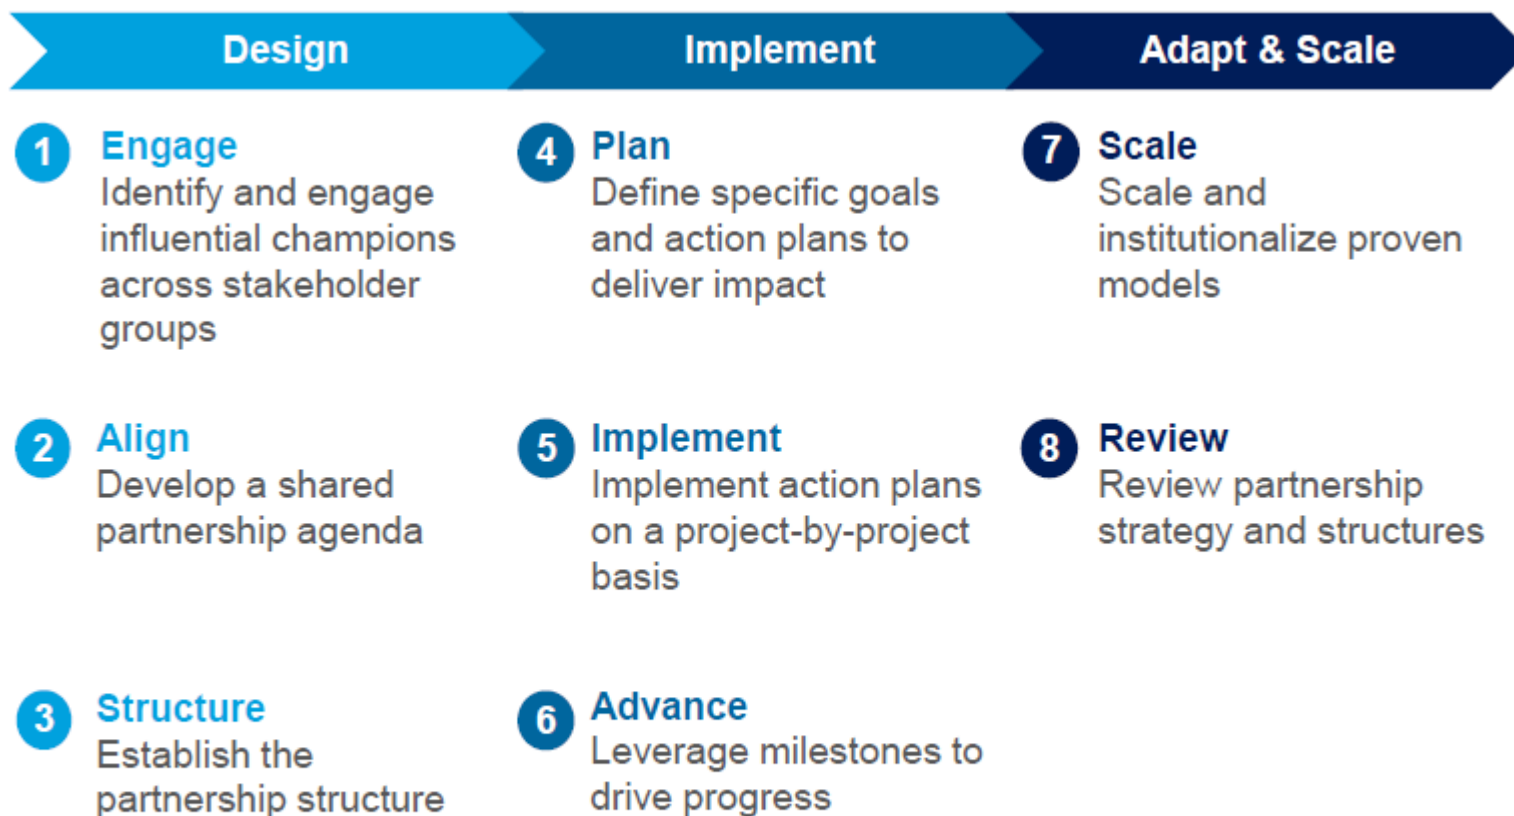 Design
Implement
Adapt & Scale
1
Engage
Identify and engage
influential champions
across stakeholder
groups
2
Align
Develop a shared
partnership agenda
3
Structure
Establish the
partnership structure
4
Plan
Define specific goals
and action plans to
deliver impact
5
Implement
Implement action plans
on a project-by-project
basis
6
Advance
Leverage milestones to
drive progress
7
Scale
Scale and
institutionalize proven
models
8
Review
Review partnership
strategy and structures